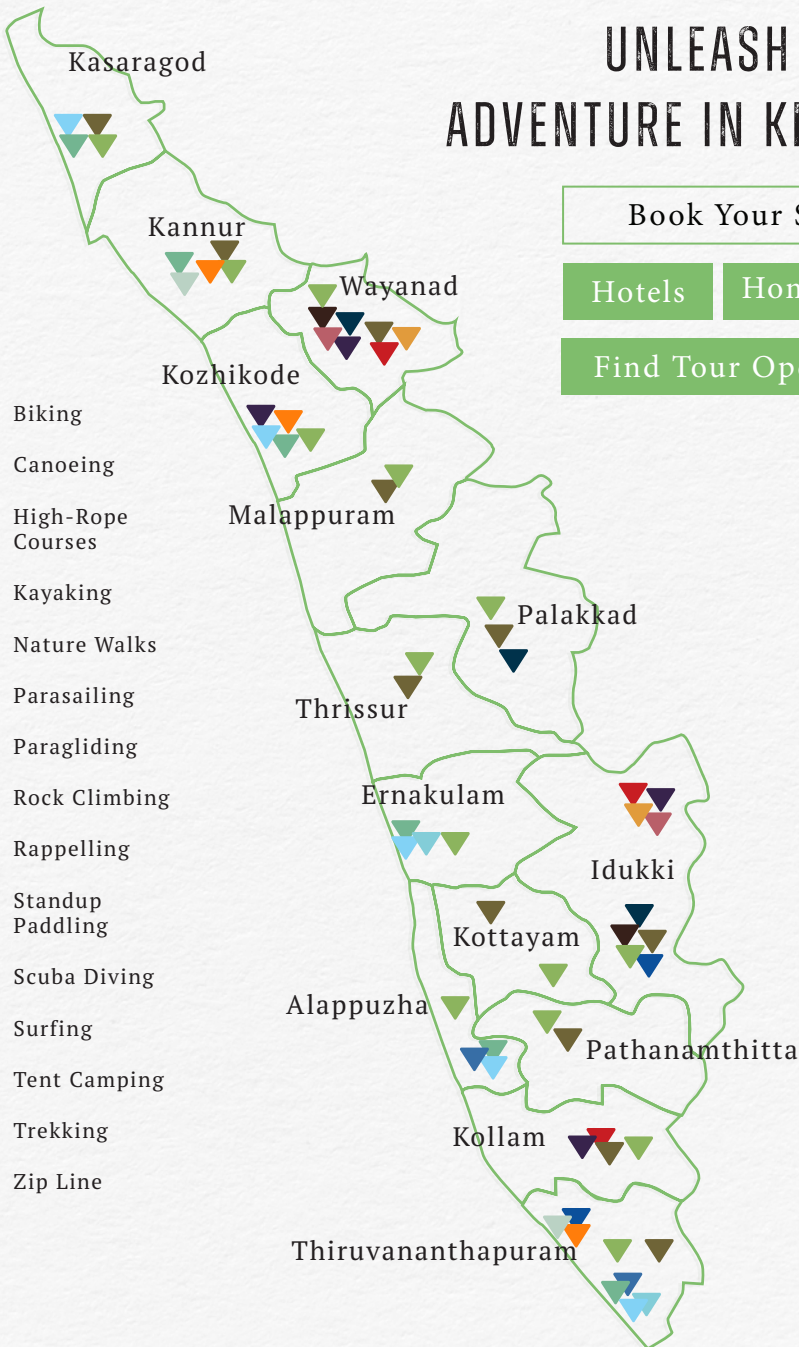 UNLEASH
ADVENTURE IN
Book Your
Hotels
Find Tour
Kasaragod
Kannur
Wayanad
Kozhikode
Malappuram
Palakkad
Thrissur
Ernakulam
Idukki
Kottayam
Alappuzha
Pathanamthitta
Kollam
Thiruvananthapuram
Biking
Canoeing
High-Rope
Courses
Kayaking
Nature Walks
Parasailing
Paragliding
Rock Climbing
Rappelling
Standup
Paddling
Scuba Diving
Surfing
Tent Camping
Trekking
Zip Line